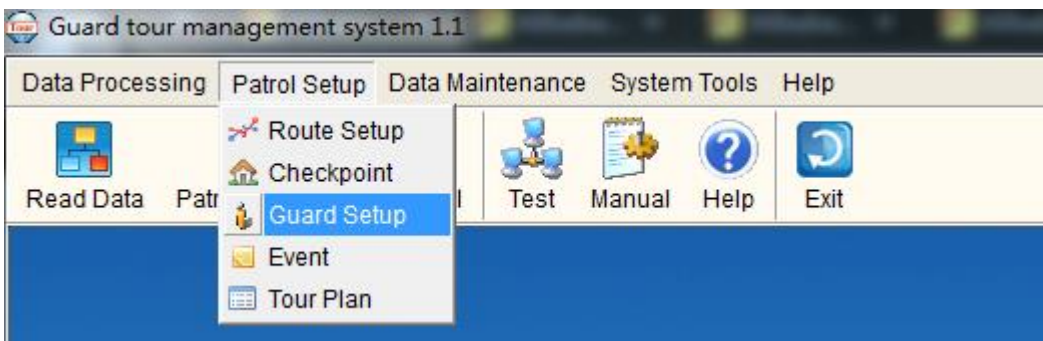 Guard tour management system 1.1
Data Processing Patrol Setup Data Maintenance System Tools Help
Route Setup
Checkpoint
Guard Setup
Event
Tour Plan
Read Data Test Manual Help Exit